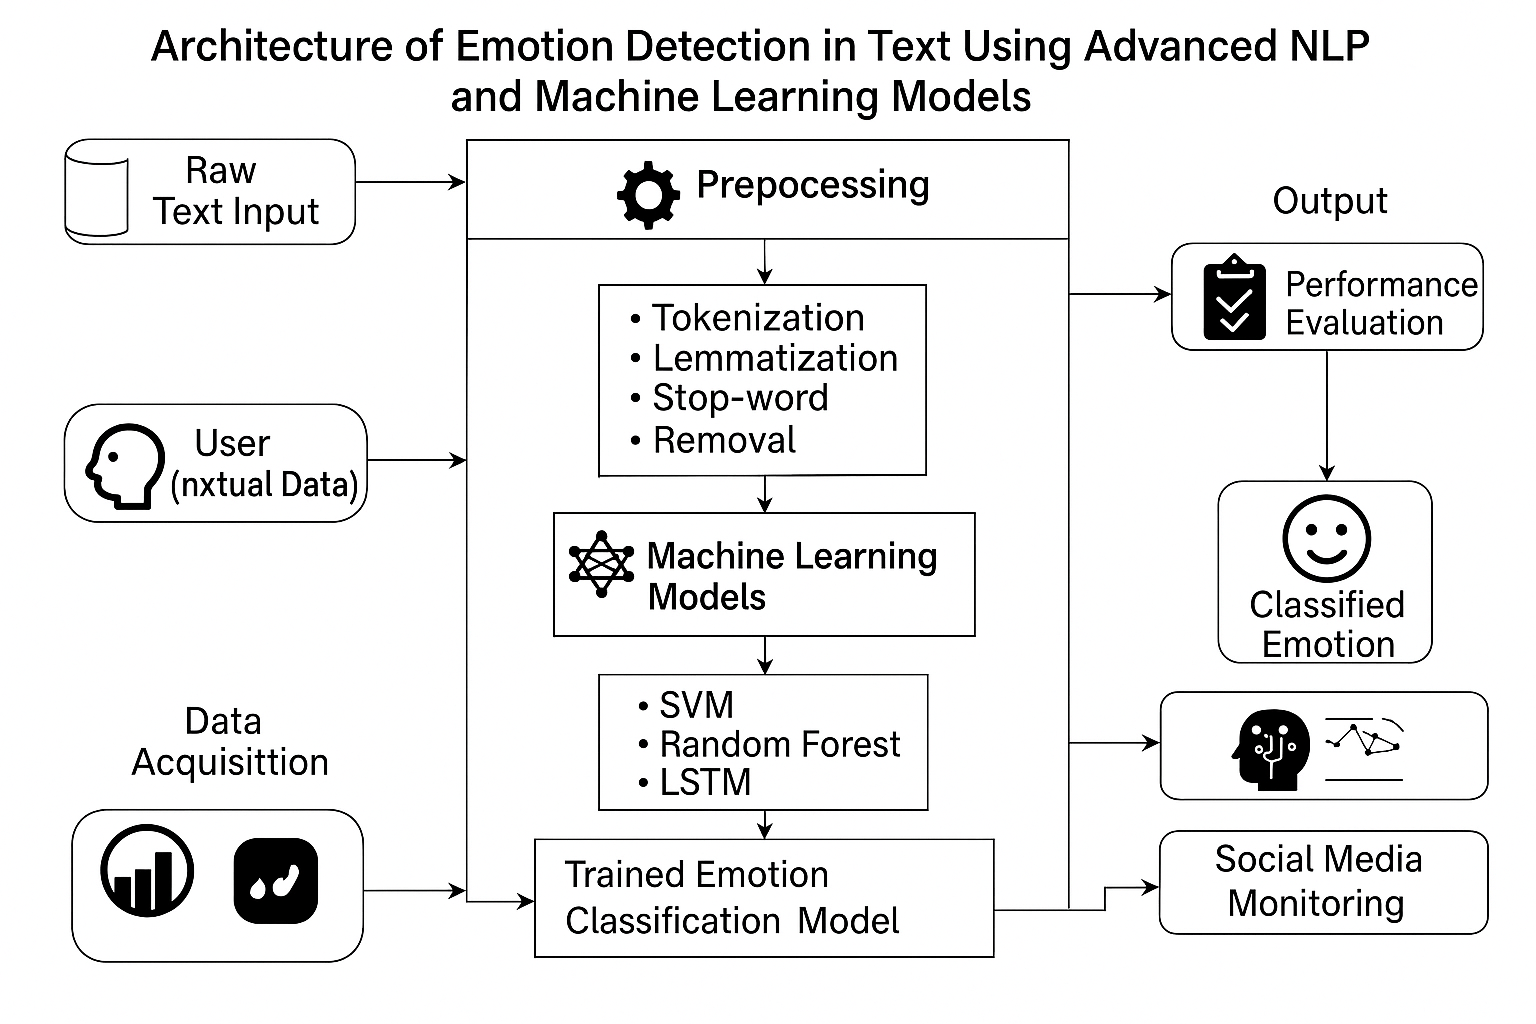 Architecture of Emotion Detection in Text Using Advanced NLP
and Machine Learning Models
Raw
Text Input
User
(nxtual Data)
Data
Acquisittion
Prepocessing
• Tokenization
• Lemmatization
• Stop-word
• Removal
Machine Learning
Models
• SVM
• Random Forest
• LSTM
Trained Emotion
Classification Model
Output
Performance
Evaluation
Classified
Emotion
Social Media
Monitoring